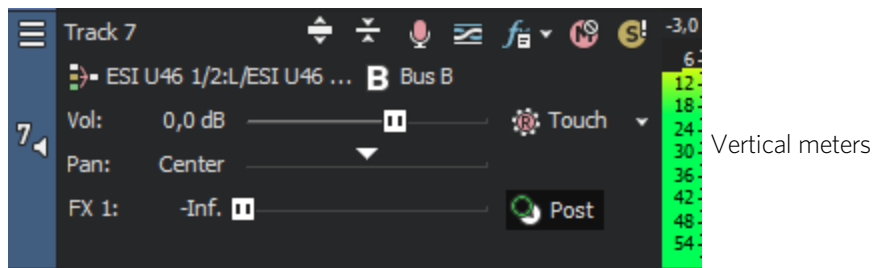 Track 7 -3,0
ESI U46 1/2:L/ESI U46 ... B Bus B
7
Vol: 0,0 dB R Touch
Pan: Center
FX 1: -Inf. Post
6
12
18
24
30
36
42
48
54
Vertical meters